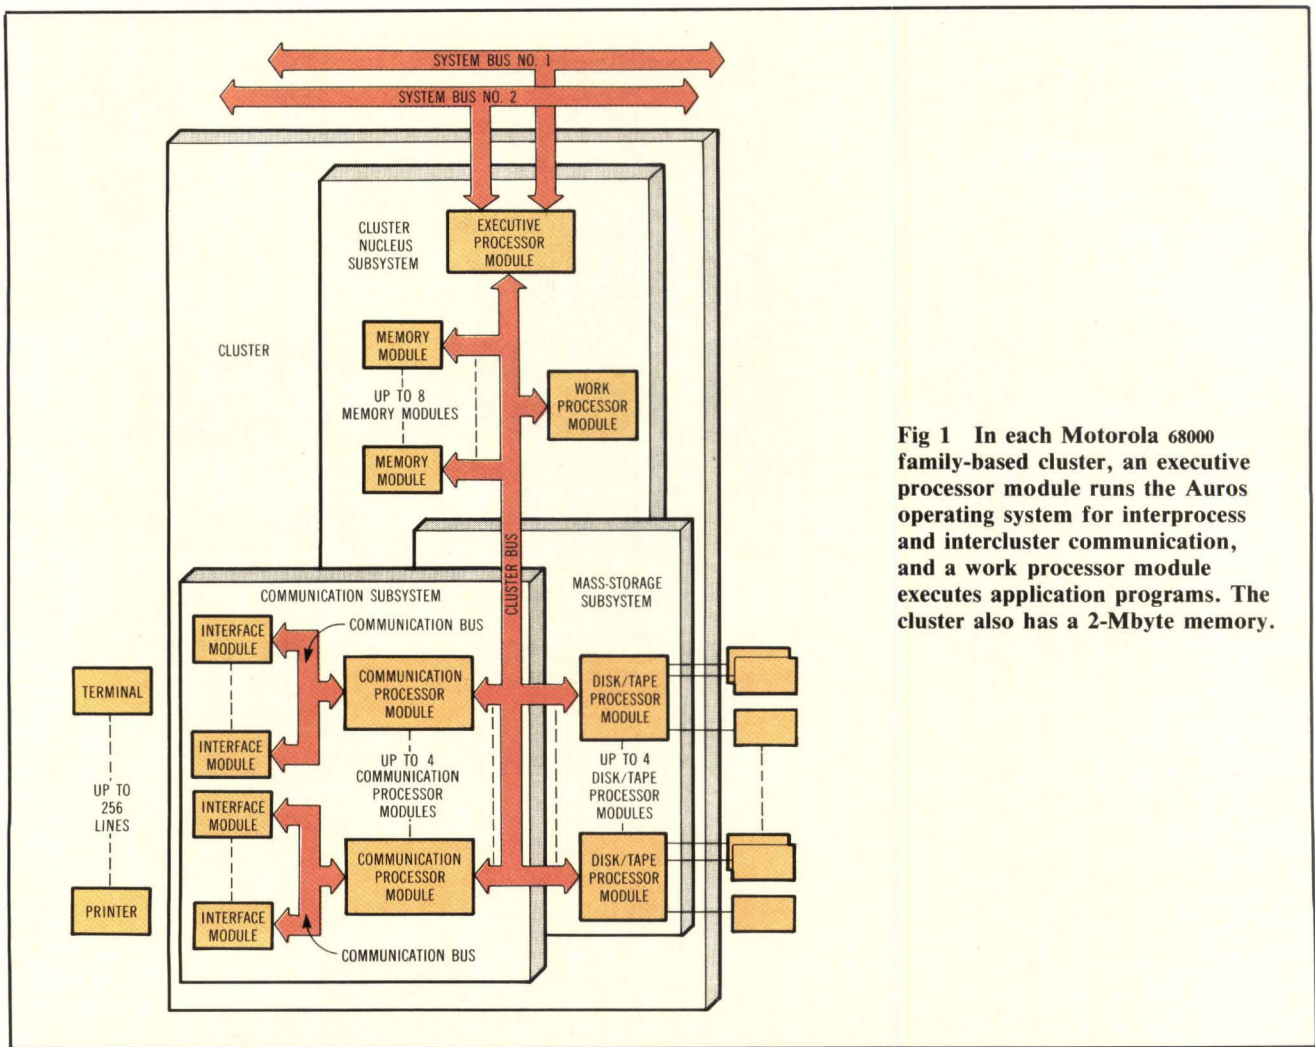 SYSTEM BUS NO. 1
SYSTEM BUS NO. 2
CLUSTER
NUCLEUS
SUBSYSTEM
EXECUTIVE
PROCESSOR
MODULE
CLUSTER
MEMORY
MODULE
UP TO 8
MEMORY MODULES
MEMORY
MODULE
WORK
PROCESSOR
MODULE
CLUSTER BUS
MASS-STORAGE
SUBSYSTEM
COMMUNICATION SUBSYSTEM
COMMUNICATION BUS
INTERFACE
MODULE
INTERFACE
MODULE
INTERFACE
MODULE
INTERFACE
MODULE
COMMUNICATION BUS
COMMUNICATION
PROCESSOR
MODULE
UP TO 4
COMMUNICATION
PROCESSOR
MODULES
COMMUNICATION
PROCESSOR
MODULE
DISK/TAPE
PROCESSOR
MODULE
UP TO 4
DISK/TAPE
PROCESSOR
MODULES
DISK/TAPE
PROCESSOR
MODULE
TERMINAL
UP TO
256
LINES
PRINTER
Fig 1 In each Motorola 68000
family-based cluster, an executive
processor module runs the Auros
operating system for interprocess
and intercluster communication,
and a work processor module
executes application programs. The
cluster also has a 2-Mbyte memory.